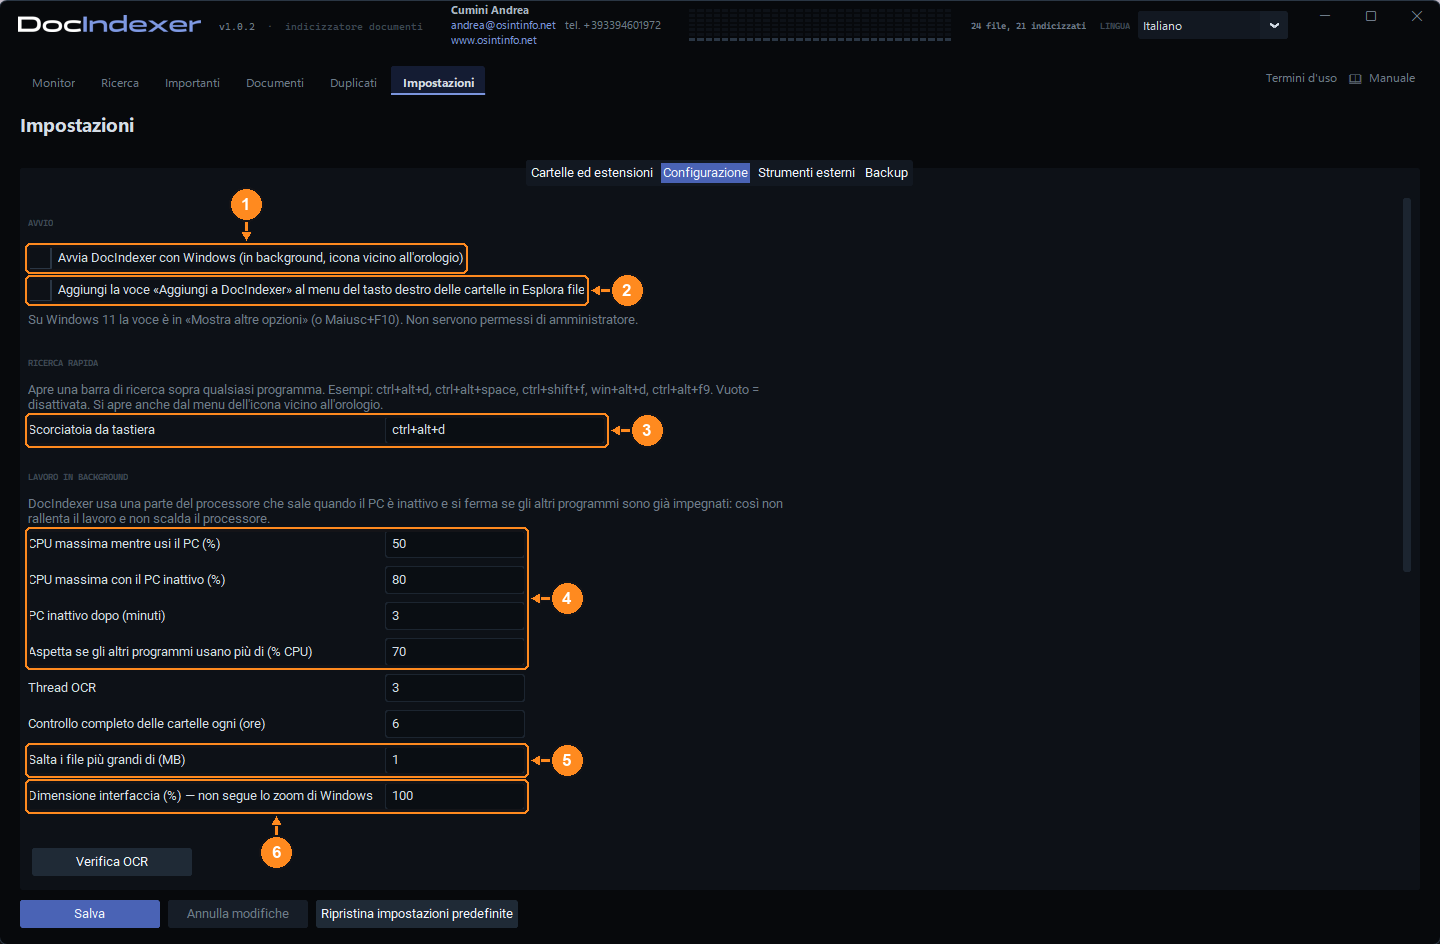 DocIndexer v1.0.2 · indicizzatore documenti
Cumini Andrea
andrea@osintinfo.net tel. +393394601972
www.osintinfo.net
24 file, 21 indicizzati LINGUA Italiano
Monitor Ricerca Importanti Documenti Duplicati Impostazioni
Termini d'uso Manuale
Impostazioni
Cartelle ed estensioni Configurazione Strumenti esterni Backup
1
AVVIO
Avvia DocIndexer con Windows (in background, icona vicino all'orologio)
Aggiungi la voce «Aggiungi a DocIndexer» al menu del tasto destro delle cartelle in Esplora file
2
Su Windows 11 la voce è in «Mostra altre opzioni» (o Maiusc+F10). Non servono permessi di amministratore.
RICERCA RAPIDA
Apre una barra di ricerca sopra qualsiasi programma. Esempi: ctrl+alt+d, ctrl+alt+space, ctrl+shift+f, win+alt+d, ctrl+alt+f9. Vuoto =
disattivata. Si apre anche dal menu dell'icona vicino all'orologio.
Scorciatoia da tastiera ctrl+alt+d
3
LAVORO IN BACKGROUND
DocIndexer usa una parte del processore che sale quando il PC è inattivo e si ferma se gli altri programmi sono già impegnati: così non
rallenta il lavoro e non scalda il processore.
CPU massima mentre usi il PC (%) 50
CPU massima con il PC inattivo (%) 80
4
PC inattivo dopo (minuti) 3
Aspetta se gli altri programmi usano più di (% CPU) 70
Thread OCR 3
Controllo completo delle cartelle ogni (ore) 6
Salta i file più grandi di (MB) 1
5
Dimensione interfaccia (%) — non segue lo zoom di Windows 100
6
Verifica OCR
Salva Annulla modifiche Ripristina impostazioni predefinite